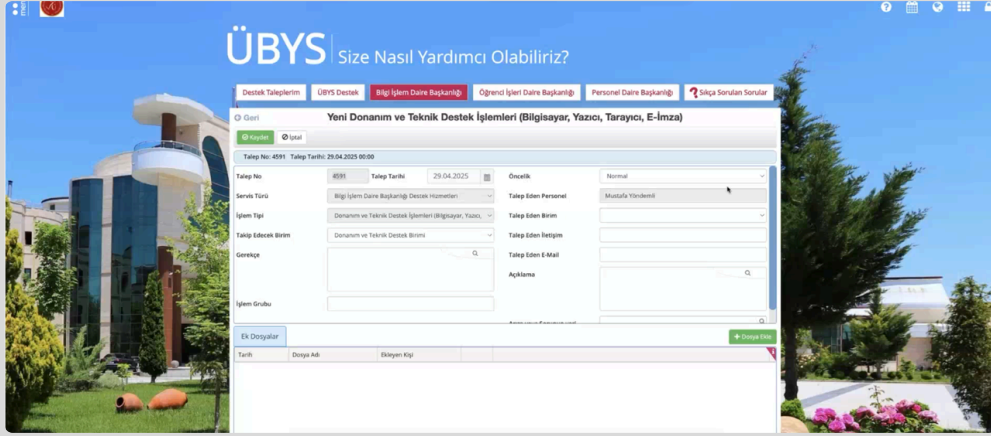 menü
ÜBYS Size Nasıl Yardımcı Olabiliriz?
Destek Taleplerim ÜBYS Destek Bilgi İşlem Daire Başkanlığı Öğrenci İşleri Daire Başkanlığı Personel Daire Başkanlığı ? Sıkça Sorulan Sorular
Geri Yeni Donanım ve Teknik Destek İşlemleri (Bilgisayar, Yazıcı, Tarayıcı, E-İmza)
Kaydet İptal
Talep No: 4591 Talep Tarihi: 29.04.2025 00:00
Talep No 4591 Talep Tarihi 29.04.2025 Öncelik Normal
Servis Türü Bilgi İşlem Daire Başkanlığı Destek Hizmetleri Talep Eden Personel Mustafa
İşlem Tipi Donanım ve Teknik Destek İşlemleri (Bilgisayar, Yazıcı, Talep Eden Birim
Takip Edecek Birim Donanım ve Teknik Destek Birimi Talep Eden İletişim
Gerekçe Talep Eden E-Mail
Açıklama
İşlem Grubu
Ek Dosyalar + Dosya Ekle
Tarih Dosya Adı Ekleyen Kişi